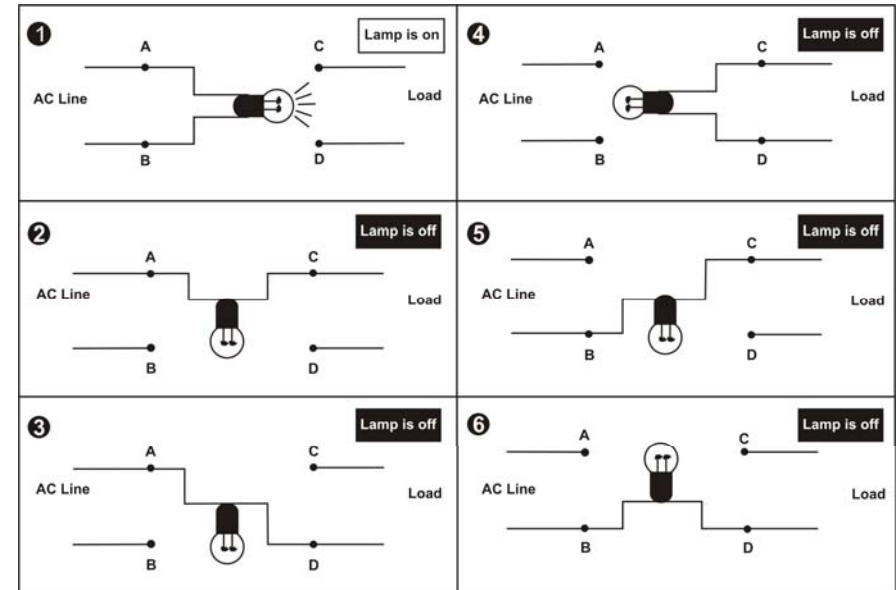 ❶
Lamp is on
A
C
AC Line
Load
B
D
❷
Lamp is off
A
C
AC Line
Load
B
D
❸
Lamp is off
A
C
AC Line
Load
B
D
❹
Lamp is off
A
C
AC Line
Load
B
D
❺
Lamp is off
A
C
AC Line
Load
B
D
❻
Lamp is off
A
C
AC Line
Load
B
D